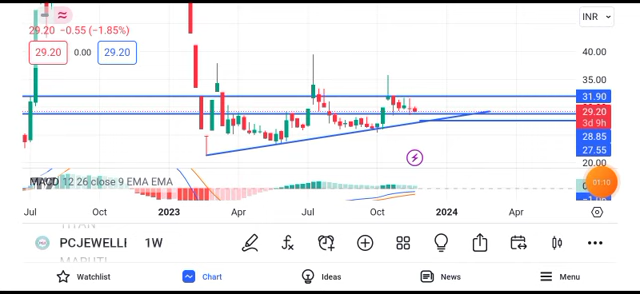 INR
29.20 −0.55 (−1.85%)
29.20 0.00 29.20
40.00
35.00
31.90
29.20
3d 9h
28.85
27.55
20.00
MACD 12 26 close 9 EMA EMA
01:10
Jul Oct 2023 Apr Jul Oct 2024 Apr
PCJEWELLE 1W
Watchlist Chart Ideas News Menu